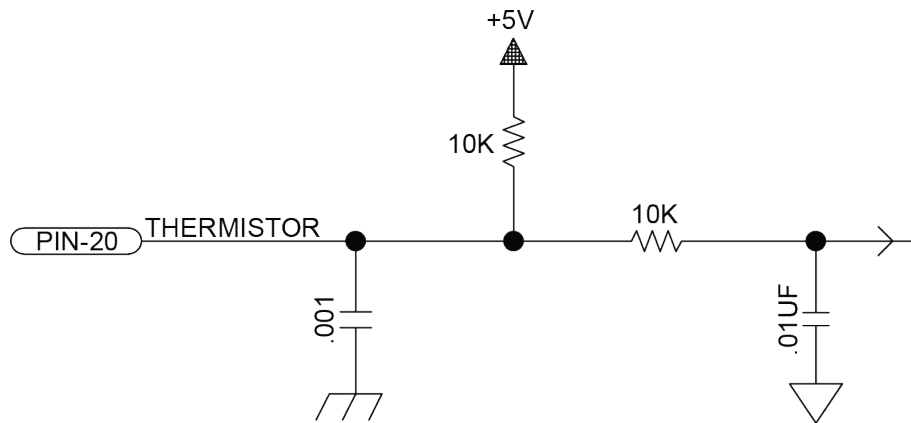 +5V
10K
PIN-20
THERMISTOR
10K
.001
.01UF